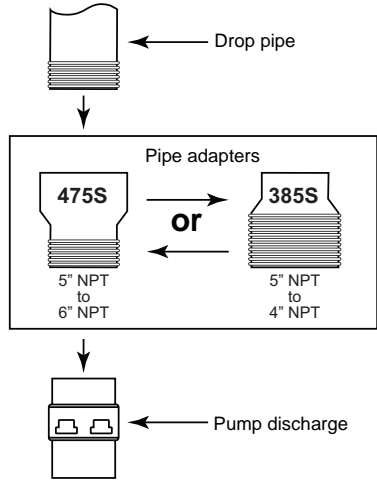 Drop pipe
Pipe adapters
475S
or
385S
5" NPT
to
6" NPT
5" NPT
to
4" NPT
Pump discharge